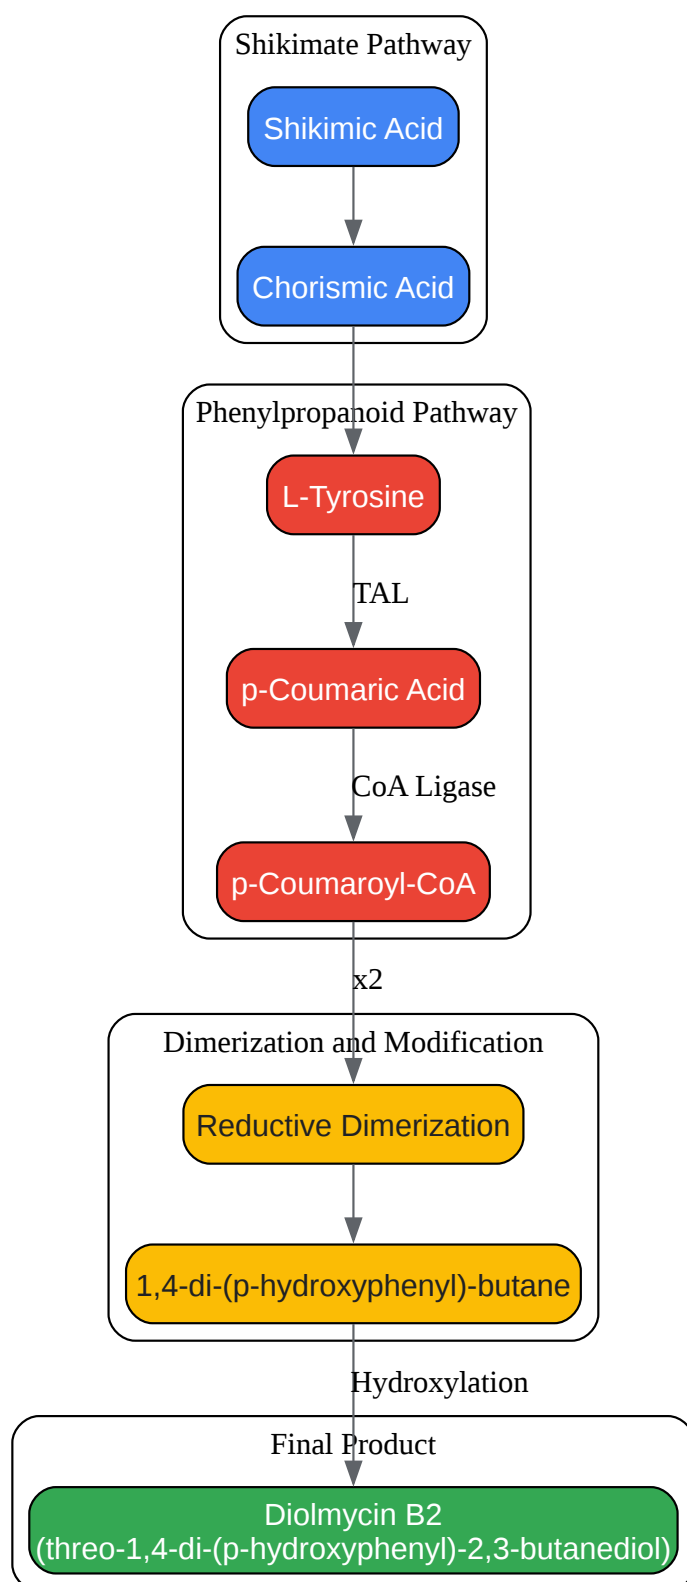 Shikimate Pathway
Shikimic Acid
Chorismic Acid
Phenylpropanoid Pathway
L-Tyrosine
TAL
p-Coumaric Acid
CoA Ligase
p-Coumaroyl-CoA
x2
Dimerization and Modification
Reductive Dimerization
1,4-di-(p-hydroxyphenyl)-butane
Hydroxylation
Final Product
Diolmycin B2
(threo-1,4-di-(p-hydroxyphenyl)-2,3-butanediol)